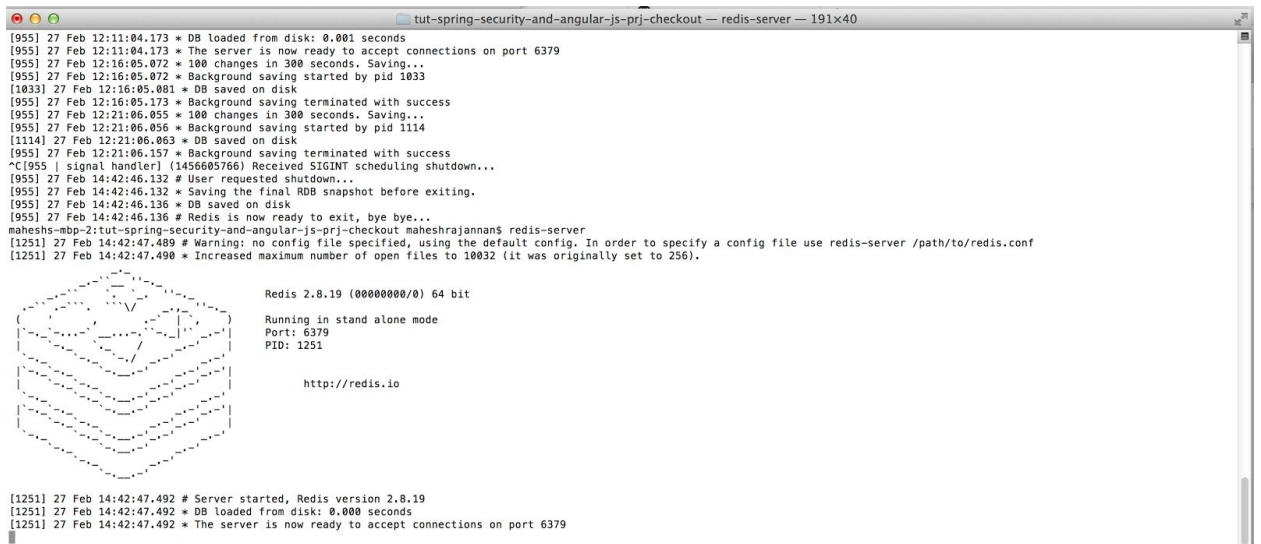 tut-spring-security-and-angular-js-prj-checkout — redis-server — 191×40
[955] 27 Feb 12:11:04.173 * DB loaded from disk: 0.001 seconds
[955] 27 Feb 12:11:04.173 * The server is now ready to accept connections on port 6379
[955] 27 Feb 12:16:05.072 * 100 changes in 300 seconds. Saving...
[955] 27 Feb 12:16:05.072 * Background saving started by pid 1033
[1033] 27 Feb 12:16:05.081 * DB saved on disk
[955] 27 Feb 12:16:05.173 * Background saving terminated with success
[955] 27 Feb 12:21:06.055 * 100 changes in 300 seconds. Saving...
[955] 27 Feb 12:21:06.056 * Background saving started by pid 1114
[1114] 27 Feb 12:21:06.063 * DB saved on disk
[955] 27 Feb 12:21:06.157 * Background saving terminated with success
^C[955 | signal handler] (1456605766) Received SIGINT scheduling shutdown...
[955] 27 Feb 14:42:46.132 # User requested shutdown...
[955] 27 Feb 14:42:46.132 * Saving the final RDB snapshot before exiting.
[955] 27 Feb 14:42:46.136 * DB saved on disk
[955] 27 Feb 14:42:46.136 # Redis is now ready to exit, bye bye...
maheshs-mbp-2:tut-spring-security-and-angular-js-prj-checkout maheshrajannan$ redis-server
[1251] 27 Feb 14:42:47.489 # Warning: no config file specified, using the default config. In order to specify a config file use redis-server /path/to/redis.conf
[1251] 27 Feb 14:42:47.490 * Increased maximum number of open files to 10032 (it was originally set to 256).
Redis 2.8.19 (00000000/0) 64 bit
Running in stand alone mode
Port: 6379
PID: 1251
http://redis.io
[1251] 27 Feb 14:42:47.492 # Server started, Redis version 2.8.19
[1251] 27 Feb 14:42:47.492 * DB loaded from disk: 0.000 seconds
[1251] 27 Feb 14:42:47.492 * The server is now ready to accept connections on port 6379